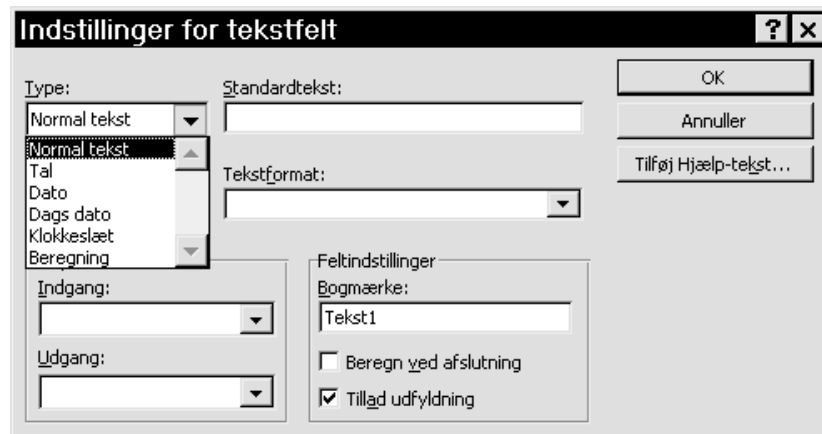 Indstillinger for tekstfelt
Type:
Standardtekst:
OK
Normal tekst
Annuller
Normal tekst
Tal
Dato
Dags dato
Klokkeslæt
Beregning
Tekstformat:
Tilføj Hjælp-tekst...
Indgang:
Udgang:
Feltindstillinger
Bogmærke:
Tekst1
Beregn ved afslutning
Tillad udfyldning